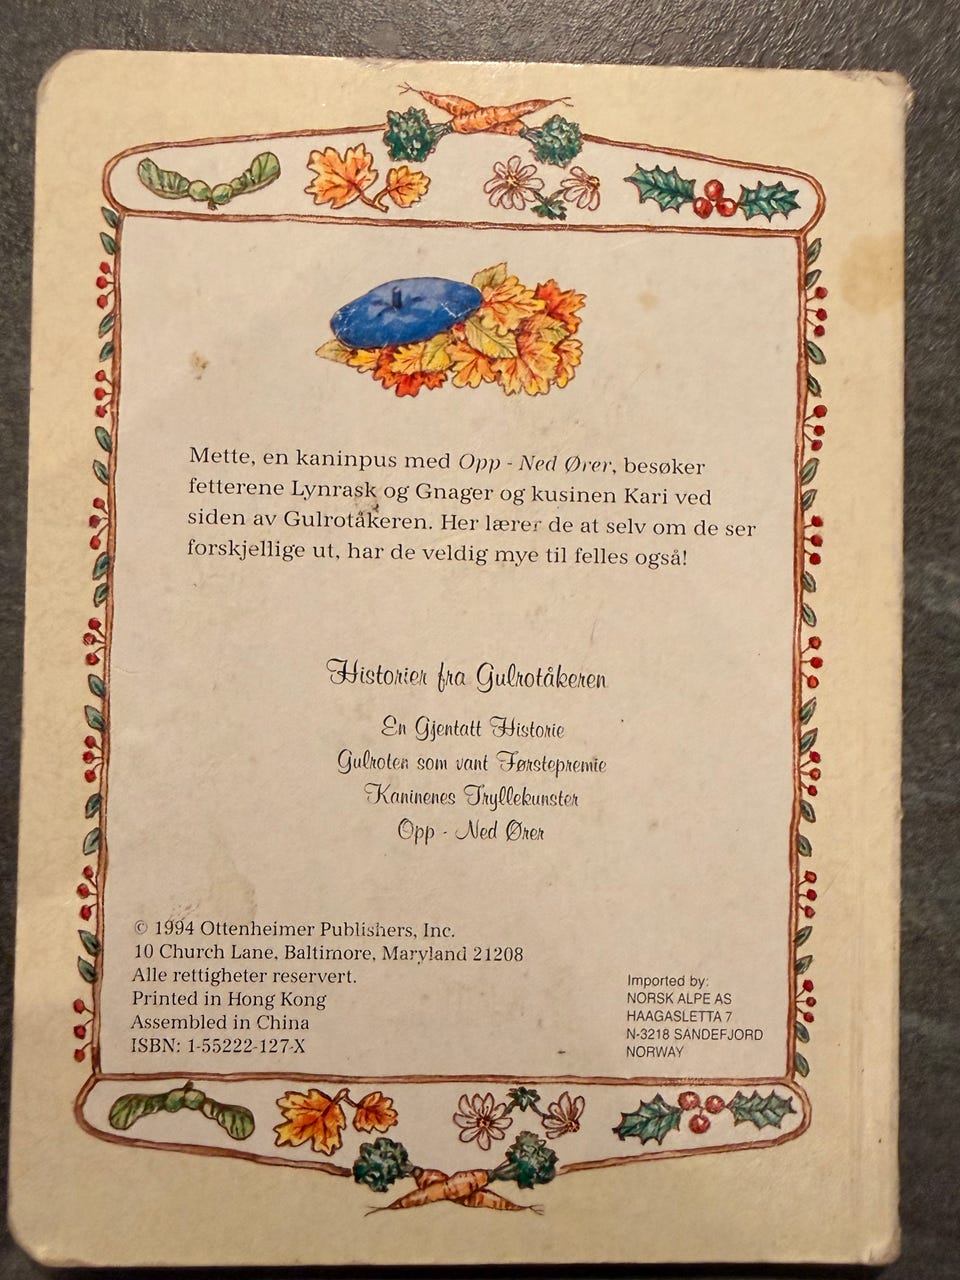 Mette, en kaninpus med Opp - Ned Ører, besøker
fetterene Lynrask og Gnager og kusinen Kari ved
siden av Gulrotåkeren. Her lærer de at selv om de ser
forskjellige ut, har de veldig mye til felles også!
Historier fra Gulrotåkeren
En Gjentatt Historie
Gulroten som vant Førstepremie
Kaninenes Tryllekunster
Opp - Ned Ører
© 1994 Ottenheimer Publishers, Inc.
10 Church Lane, Baltimore, Maryland 21208
Alle rettigheter reservert.
Printed in Hong Kong
Assembled in China
ISBN: 1-55222-127-X
Imported by:
NORSK ALPE AS
HAAGASLETTA 7
N-3218 SANDEFJORD
NORWAY